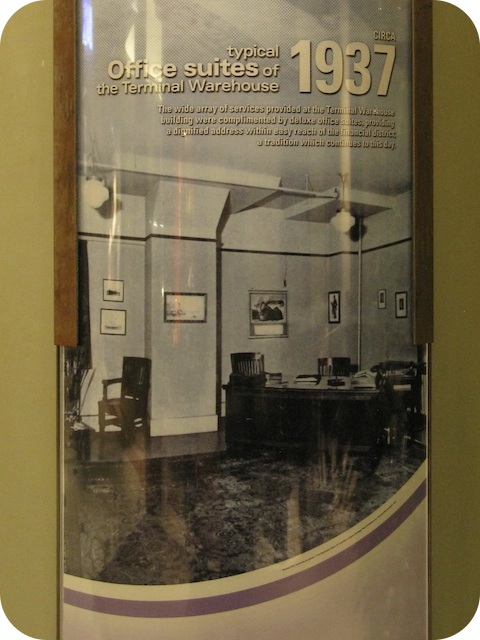 CIRCA
typical
Office suites of
the Terminal Warehouse
1937
The wide array of services provided at the Terminal Warehouse
building were complimented by deluxe office suites, providing
a dignified address within easy reach of the financial district,
a tradition which continues to this day.